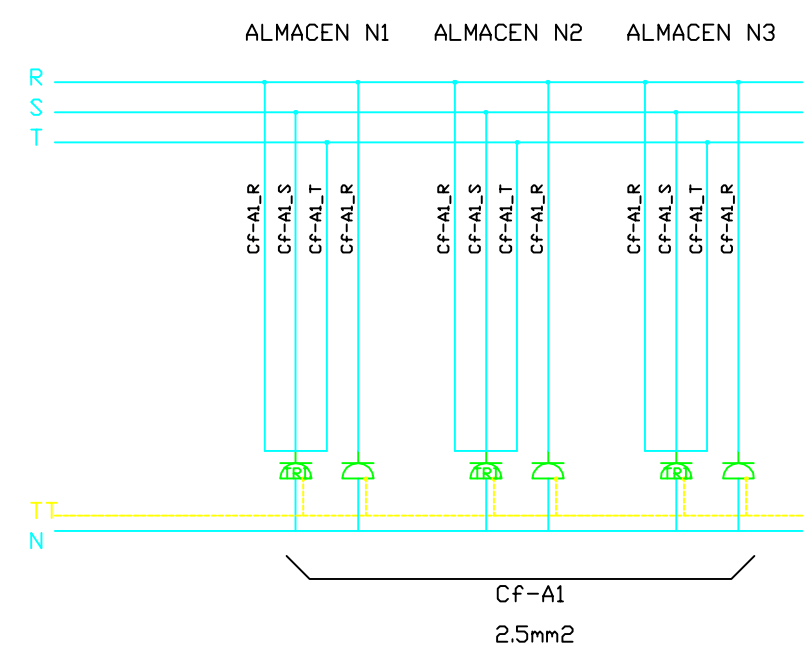 ALMACEN N1 ALMACEN N2 ALMACEN N3
R
S
T
Cf-A1_R
Cf-A1_S
Cf-A1_T
Cf-A1_R
Cf-A1_R
Cf-A1_S
Cf-A1_T
Cf-A1_R
Cf-A1_R
Cf-A1_S
Cf-A1_T
Cf-A1_R
TRI TRI TRI
TT
N
Cf-A1
2.5mm2